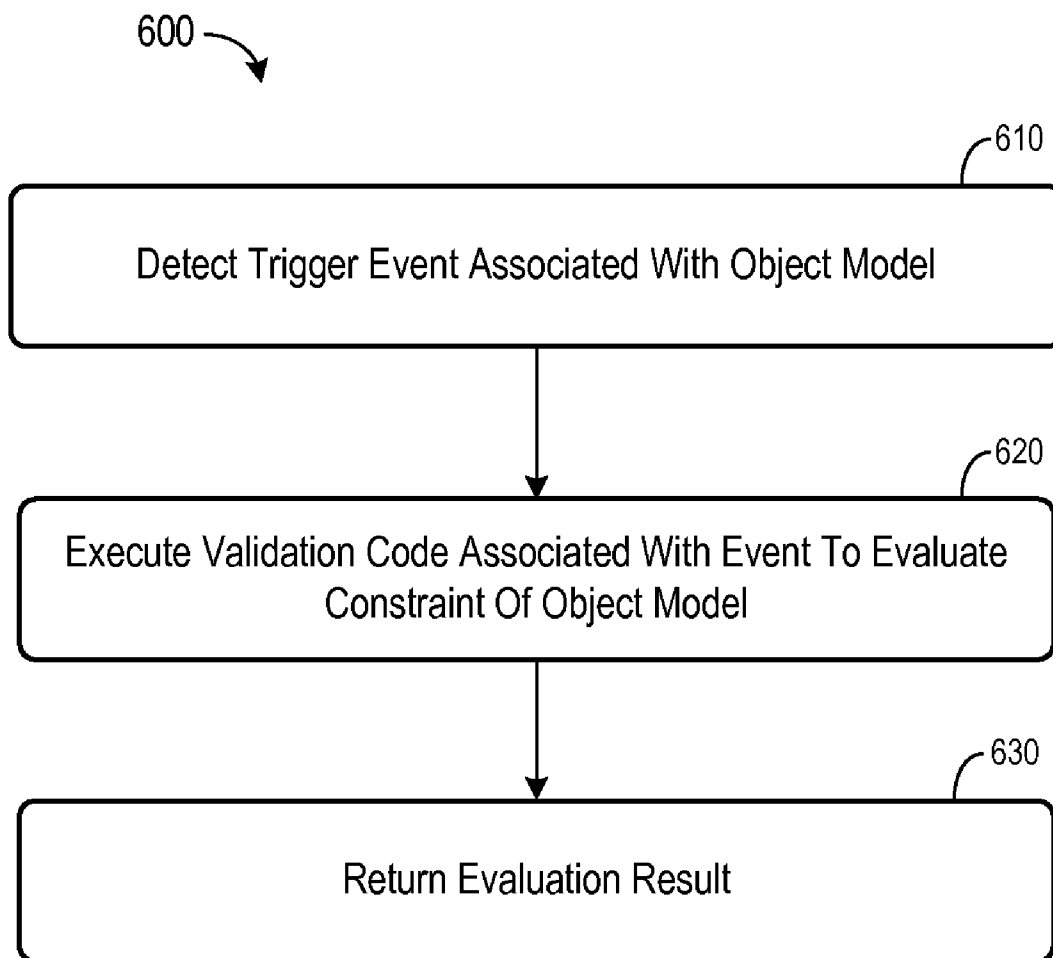 600
610
Detect Trigger Event Associated With Object Model
620
Execute Validation Code Associated With Event To Evaluate
Constraint Of Object Model
630
Return Evaluation Result